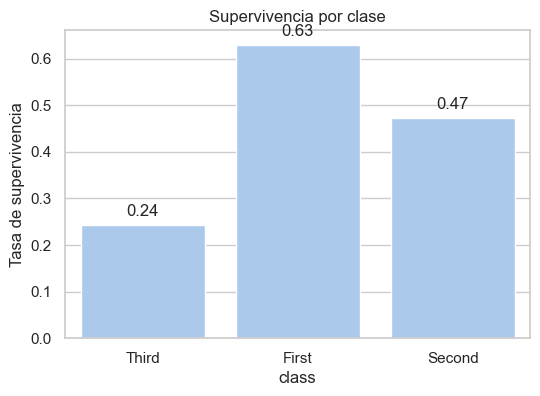 Supervivencia por clase
Tasa de supervivencia
0.6
0.5
0.4
0.3
0.2
0.1
0.0
0.24
0.63
0.47
Third First Second
class